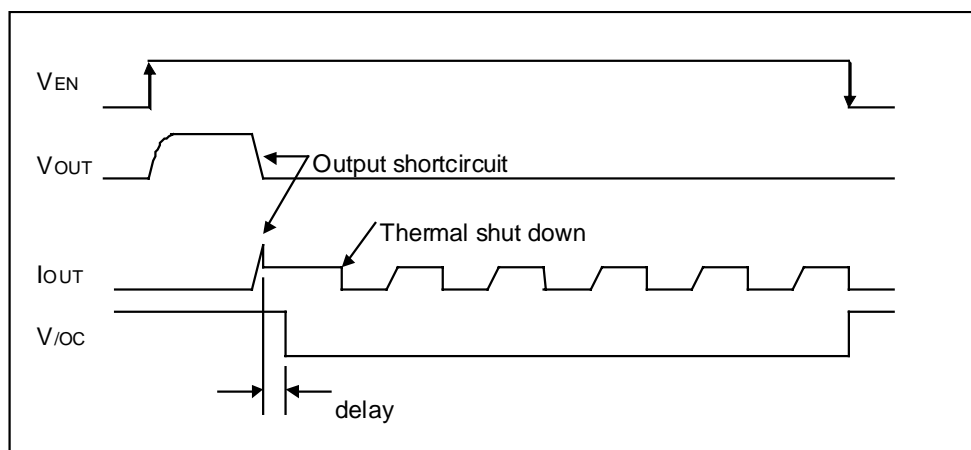 VEN
VOUT
Output shortcircuit
Thermal shut down
IOUT
V/OC
delay